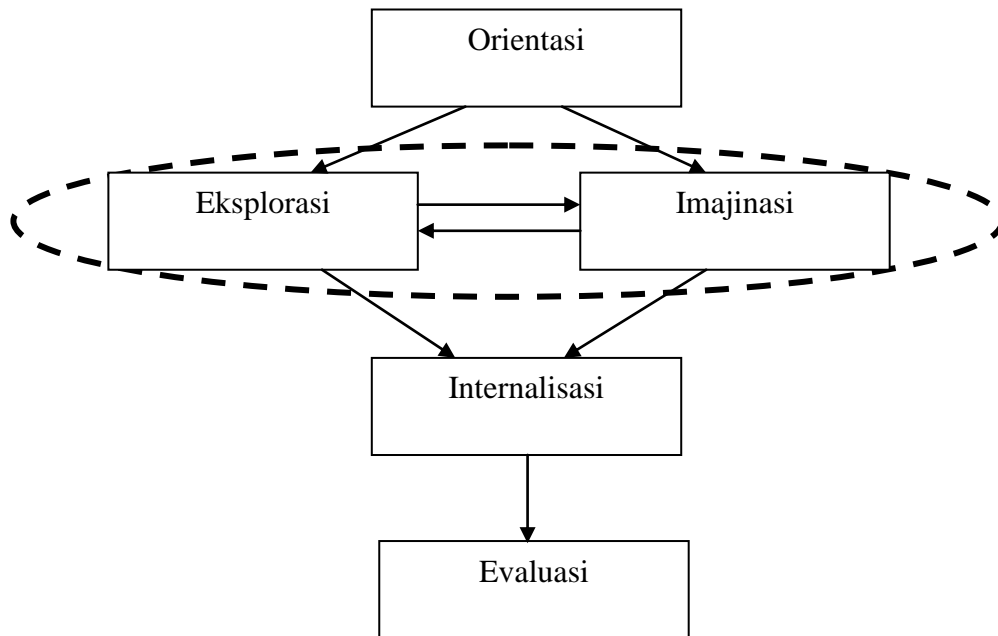 Orientasi
Eksplorasi
Imajinasi
Internalisasi
Evaluasi